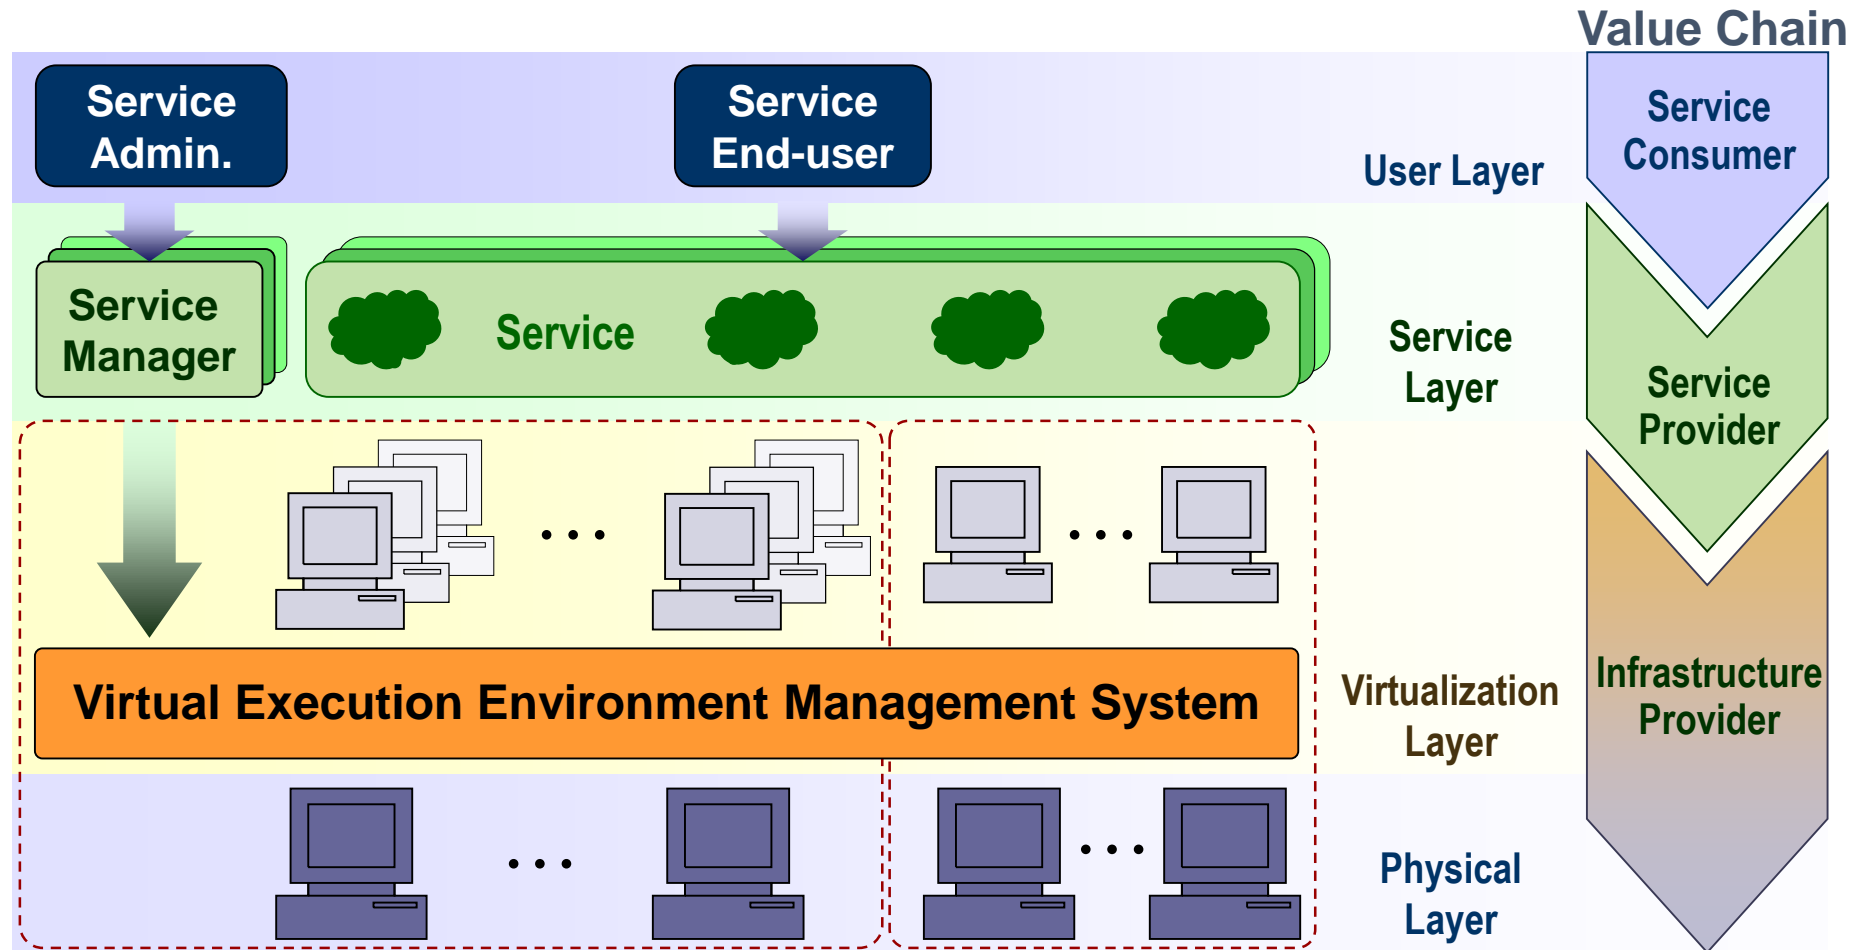 Value Chain
Service
Admin.
Service
End-user
User Layer
Service
Consumer
Service
Manager
Service
Service
Layer
Service
Provider
Virtual Execution Environment Management System
Virtualization
Layer
Infrastructure
Provider
Physical
Layer